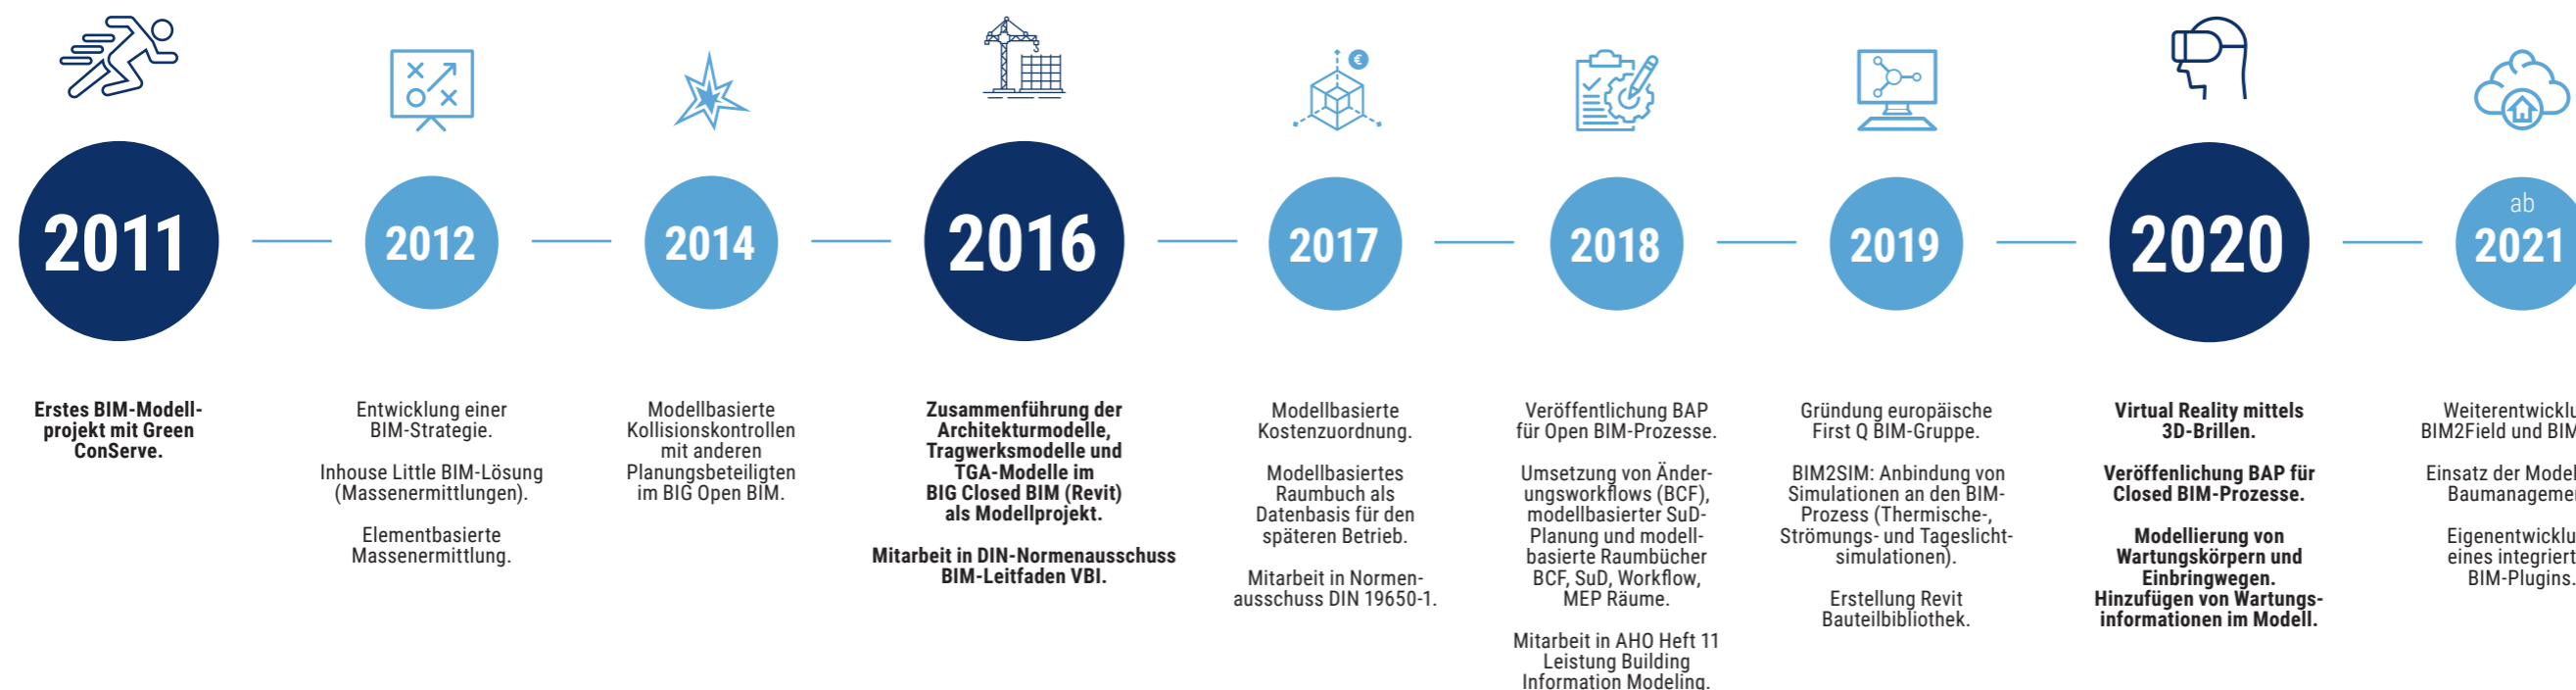 2011
Erstes BIM-Modell-
projekt mit Green
ConServe.
2012
Entwicklung einer
BIM-Strategie.
Inhouse Little BIM-Lösung
(Massenermittlungen).
Elementbasierte
Massenermittlung.
2014
Modellbasierte
Kollisionskontrollen
mit anderen
Planungsbeteiligten
im BIG Open BIM.
2016
Zusammenführung der
Architekturmodelle,
Tragwerksmodelle und
TGA-Modelle im
BIG Closed BIM (Revit)
als Modellprojekt.
Mitarbeit in DIN-Normenausschuss
BIM-Leitfaden VBI.
€
2017
Modellbasierte
Kostenzuordnung.
Modellbasiertes
Raumbuch als
Datenbasis für den
späteren Betrieb.
Mitarbeit in Normen-
ausschuss DIN 19650-1.
2018
Veröffentlichung BAP
für Open BIM-Prozesse.
Umsetzung von Änder-
ungsworkflows (BCF),
modellbasierter SuD-
Planung und modell-
basierte Raumbücher
BCF, SuD, Workflow,
MEP Räume.
Mitarbeit in AHO Heft 11
Leistung Building
Information Modeling.
2019
Gründung europäische
First Q BIM-Gruppe.
BIM2SIM: Anbindung von
Simulationen an den BIM-
Prozess (Thermische-,
Strömungs- und Tageslicht-
simulationen).
Erstellung Revit
Bauteilbibliothek.
2020
Virtual Reality mittels
3D-Brillen.
Veröffenlichung BAP für
Closed BIM-Prozesse.
Modellierung von
Wartungskörpern und
Einbringwegen.
Hinzufügen von Wartungs-
informationen im Modell.
ab
2021
BIM2Field und
Einsatz der
eines
BIM-Plugins.